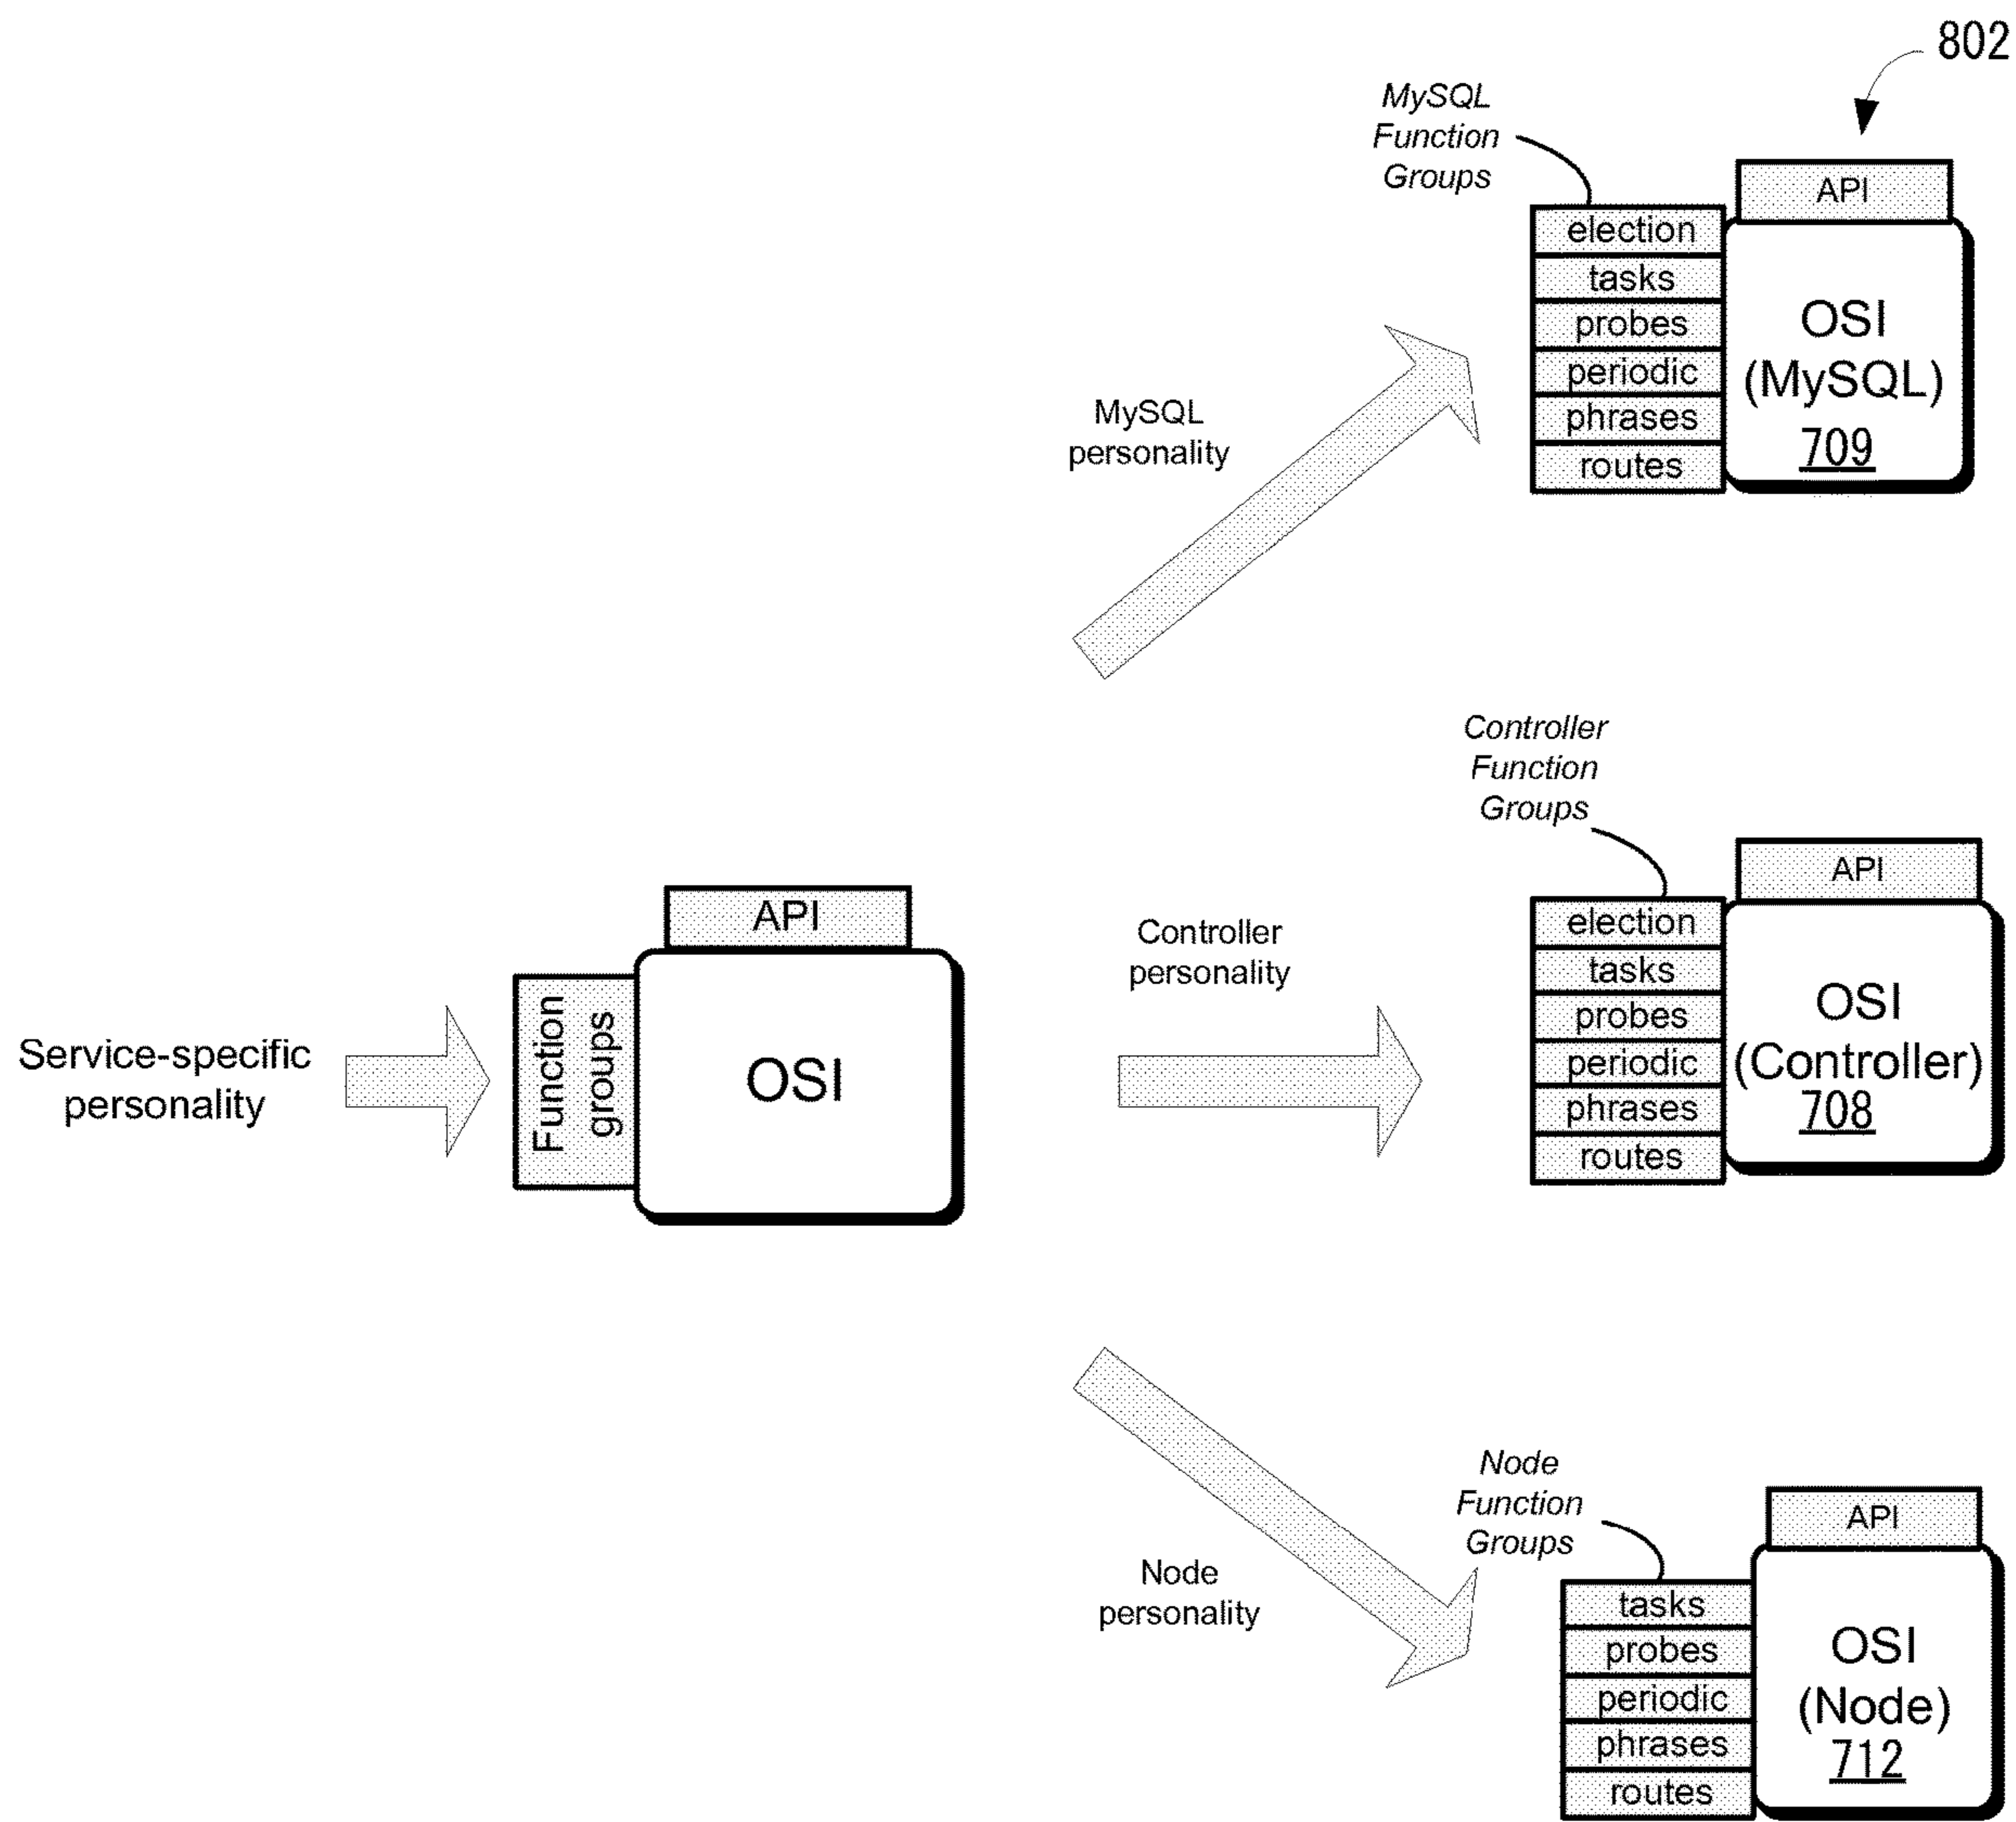 802
MySQL
Function
Groups
API
election
tasks
probes
periodic
phrases
routes
OSI
(MySQL)
709
MySQL
personality
Controller
Function
Groups
API
election
tasks
probes
periodic
phrases
routes
OSI
(Controller)
708
Controller
personality
API
Function
groups
OSI
Service-specific
personality
Node
Function
Groups
API
tasks
probes
periodic
phrases
routes
OSI
(Node)
712
Node
personality